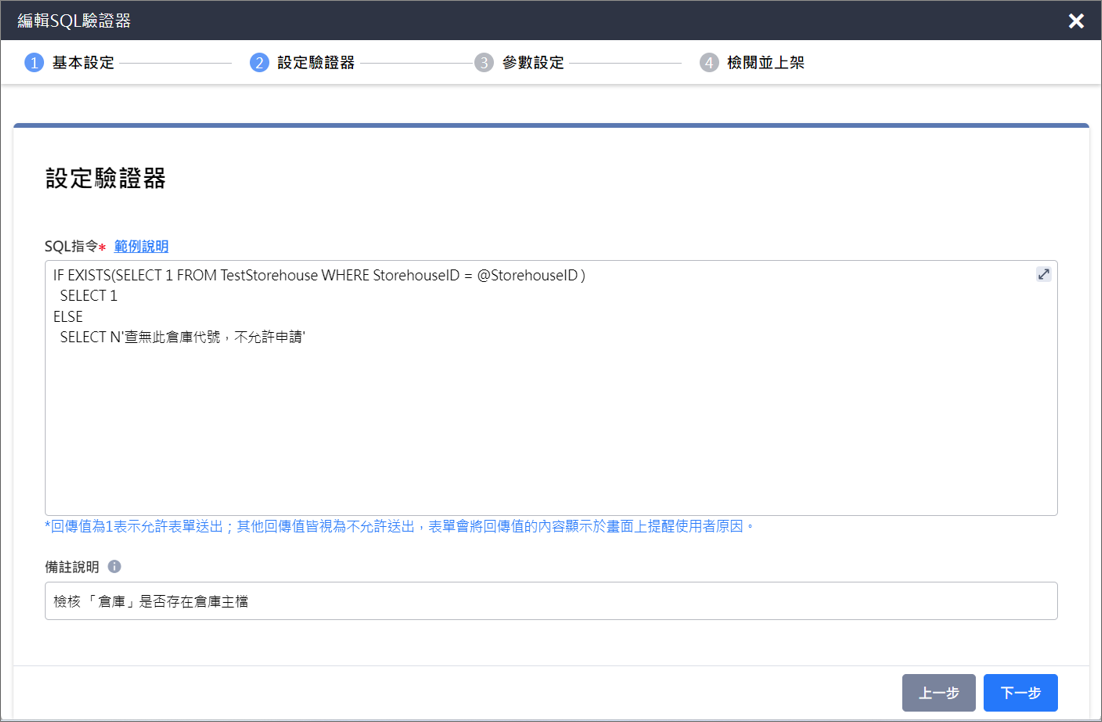 編輯SQL驗證器
1 基本設定 2 設定驗證器 3 參數設定 4 檢閱並上架
設定驗證器
SQL指令* 範例說明
IF EXISTS(SELECT 1 FROM TestStorehouse WHERE StorehouseID = @StorehouseID )
SELECT 1
ELSE
SELECT N'查無此倉庫代號，不允許申請'
*回傳值為1表示允許表單送出；其他回傳值皆視為不允許送出，表單會將回傳值的內容顯示於畫面上提醒使用者原因。
備註說明
檢核「倉庫」是否存在倉庫主檔
上一步 下一步